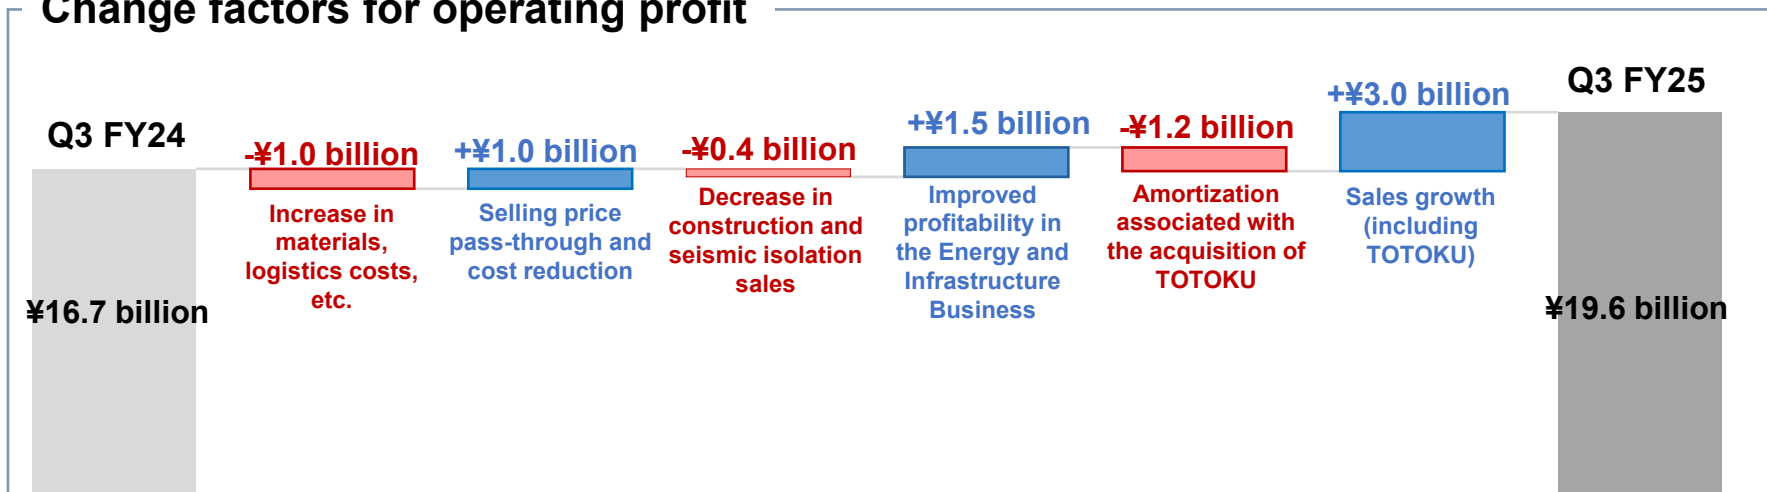 Change factors for operating profit
Q3 FY24
¥16.7 billion
-¥1.0 billion
Increase in
materials,
logistics costs,
etc.
+¥1.0 billion
Selling price
pass-through and
cost reduction
-¥0.4 billion
Decrease in
construction and
seismic isolation
sales
+¥1.5 billion
Improved
profitability in
the Energy and
Infrastructure
Business
-¥1.2 billion
Amortization
associated with
the acquisition of
TOTOKU
+¥3.0 billion
Sales growth
(including
TOTOKU)
Q3 FY25
¥19.6 billion